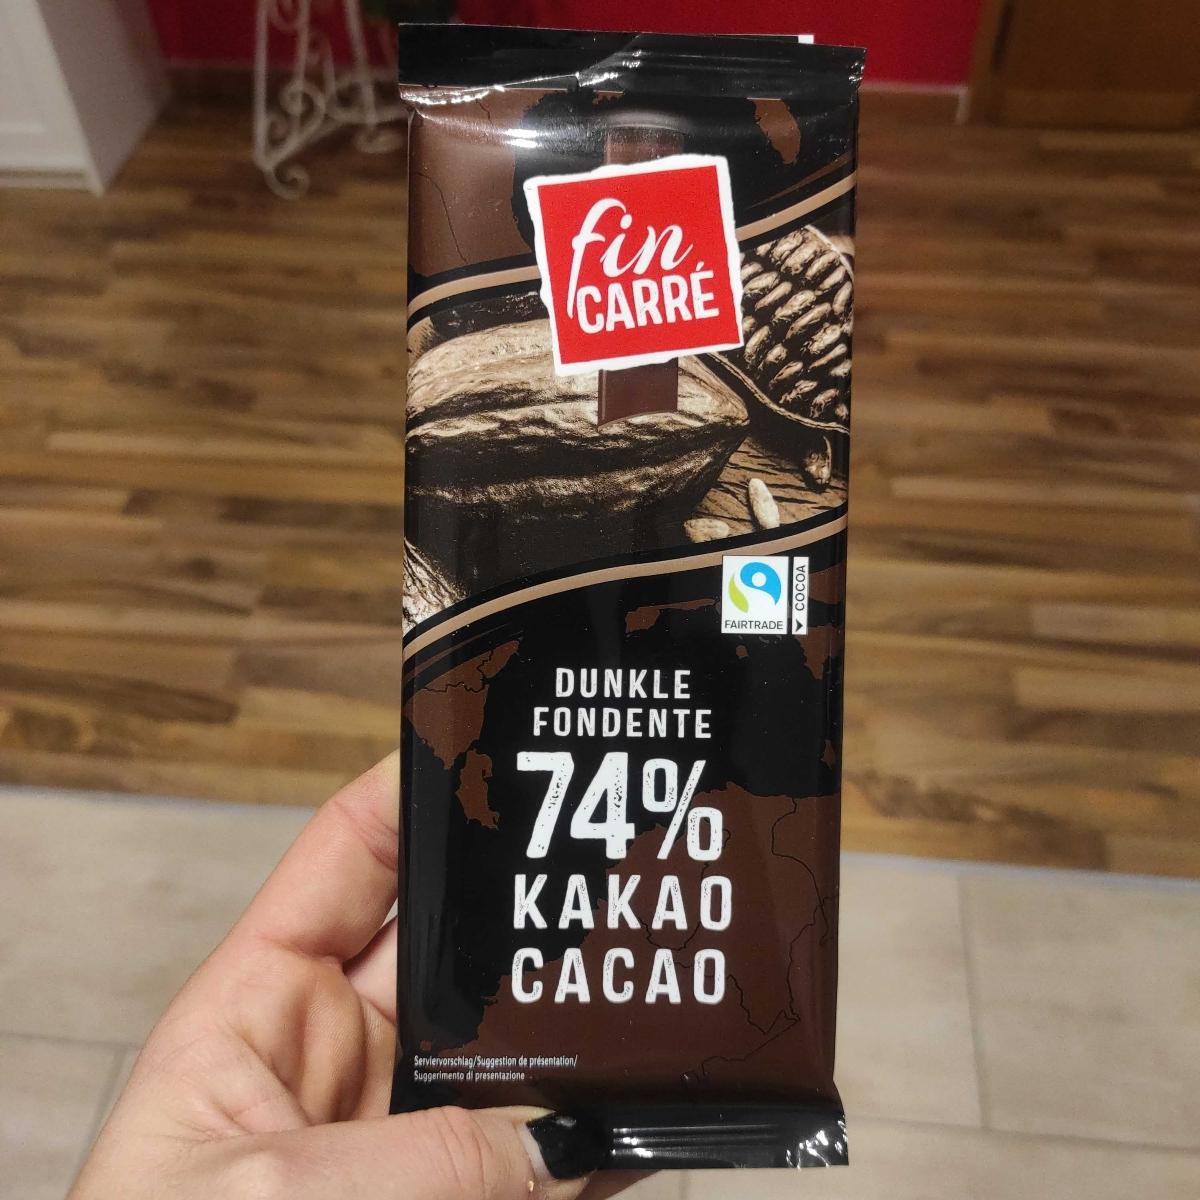 fin
CARRÉ
FAIRTRADE
COCOA
DUNKLE
FONDENTE
74%
KAKAO
CACAO
Serviervorschlag/Suggestion de présentation/
Suggerimento di presentazione